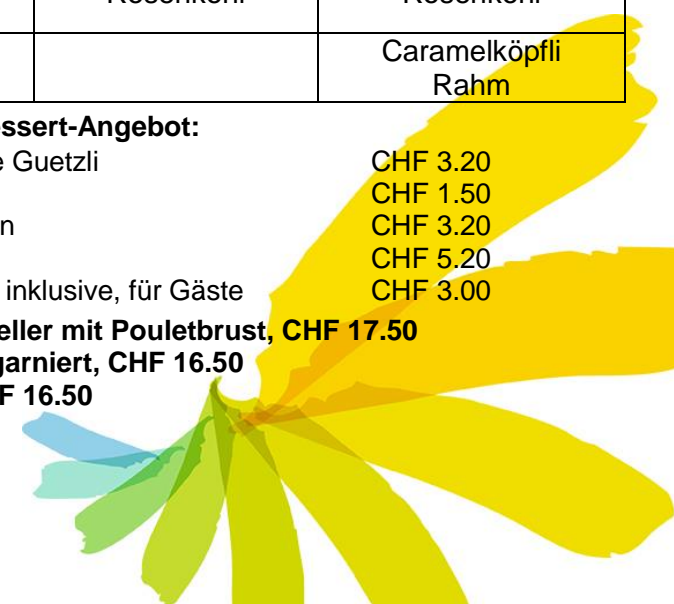 Caramelköpfli
Rahm
ssert-Angebot:
e Guetzli CHF 3.20
CHF 1.50
n CHF 3.20
CHF 5.20
inklusive, für Gäste CHF 3.00
eller mit Pouletbrust, CHF 17.50
garniert, CHF 16.50
F 16.50